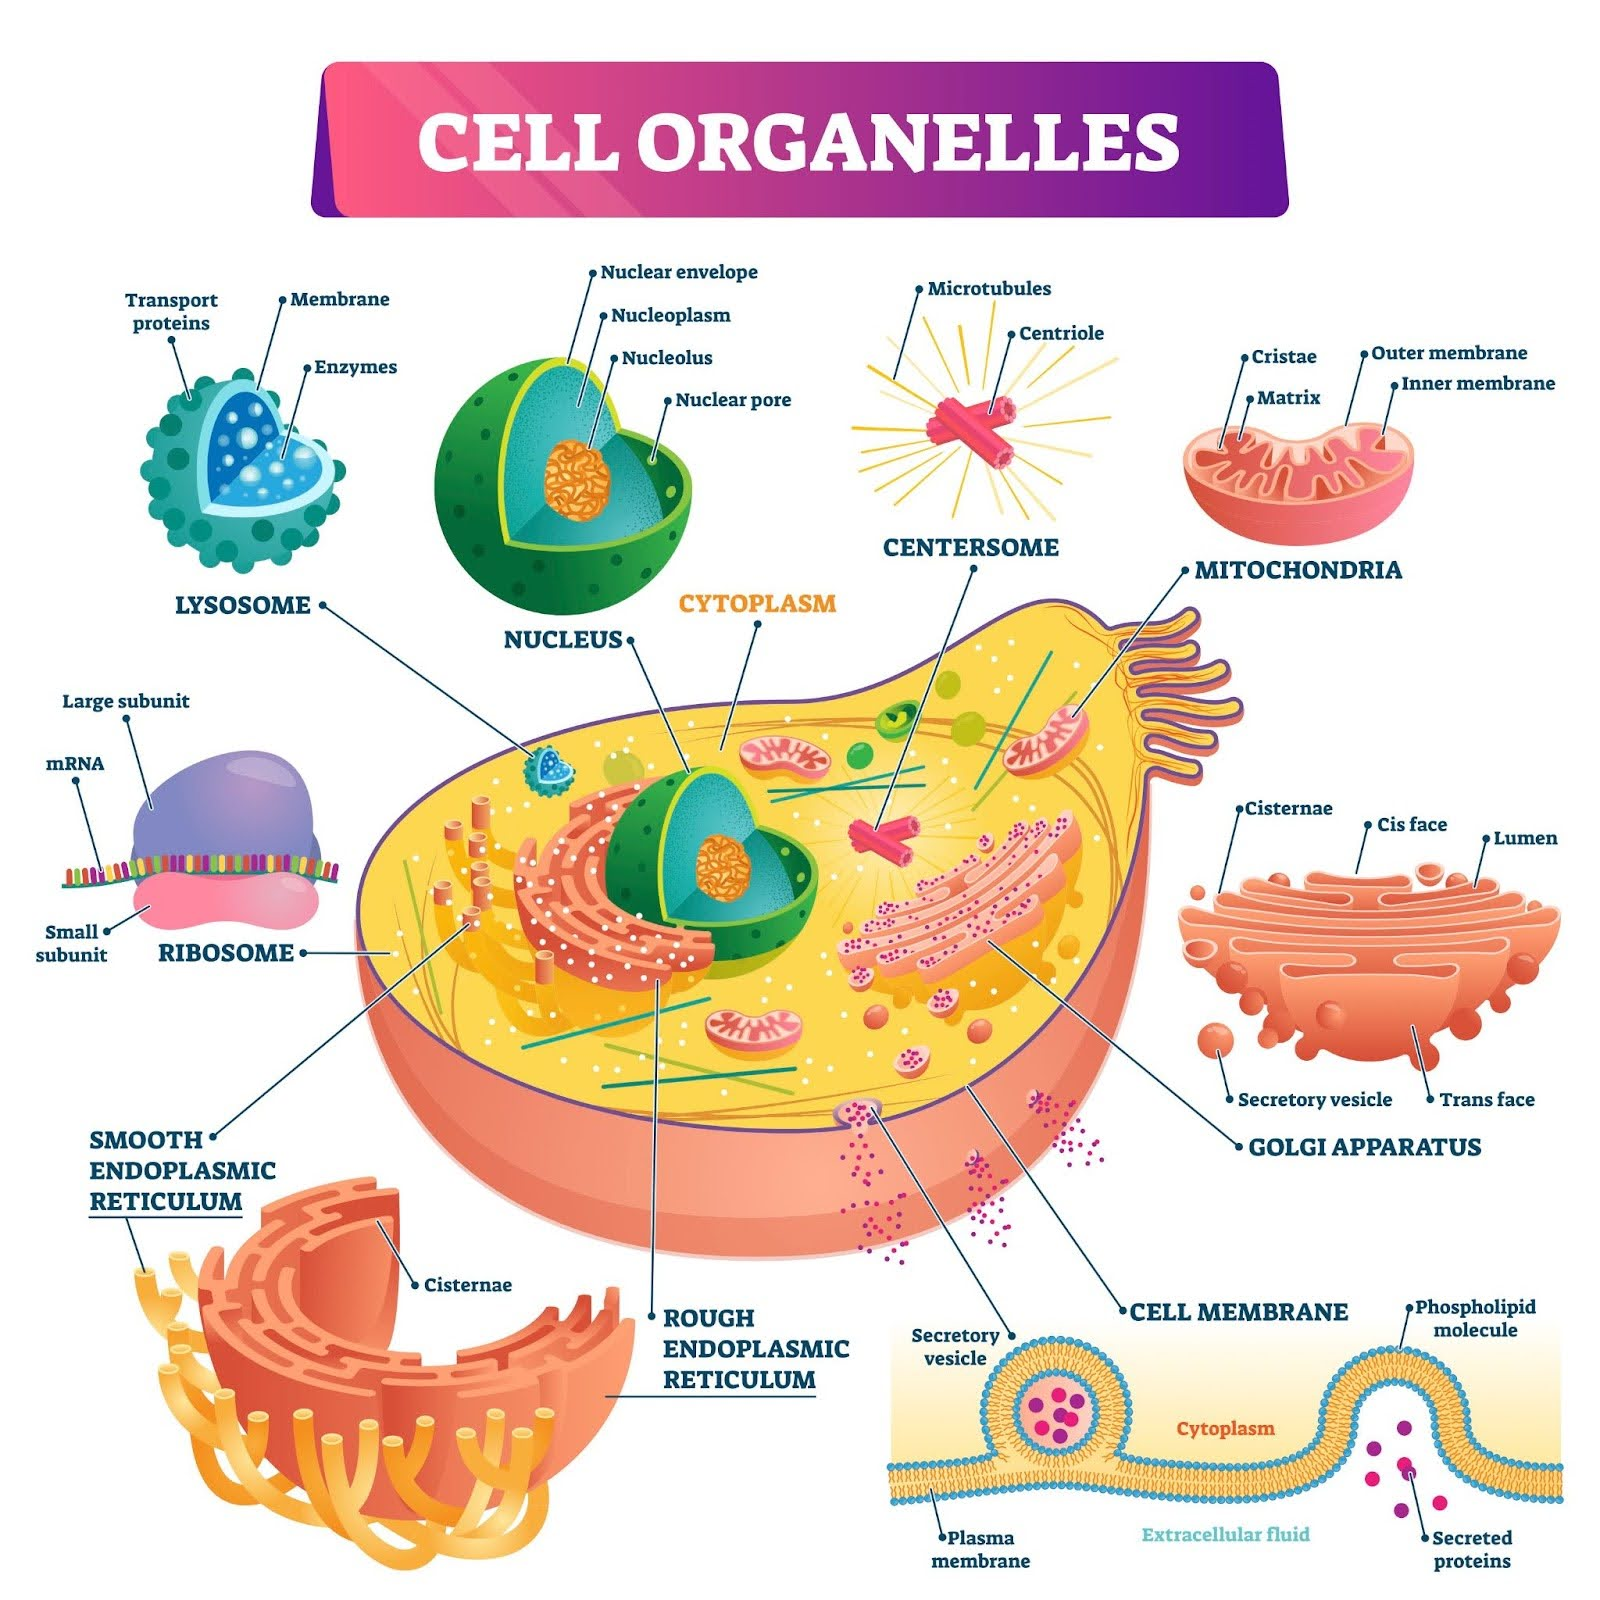 CELL ORGANELLES
Transport
proteins
Membrane
Enzymes
LYSOSOME
Nuclear envelope
Nucleoplasm
Nucleolus
Nuclear pore
NUCLEUS
CYTOPLASM
Microtubules
Centriole
CENTERSOME
Cristae
Matrix
Outer membrane
Inner membrane
MITOCHONDRIA
Large subunit
mRNA
Small
subunit
RIBOSOME
Cisternae
Cis face
Lumen
Secretory vesicle
Trans face
GOLGI APPARATUS
SMOOTH
ENDOPLASMIC
RETICULUM
Cisternae
ROUGH
ENDOPLASMIC
RETICULUM
CELL MEMBRANE
Secretory
vesicle
Phospholipid
molecule
Cytoplasm
Extracellular fluid
Plasma
membrane
Secreted
proteins